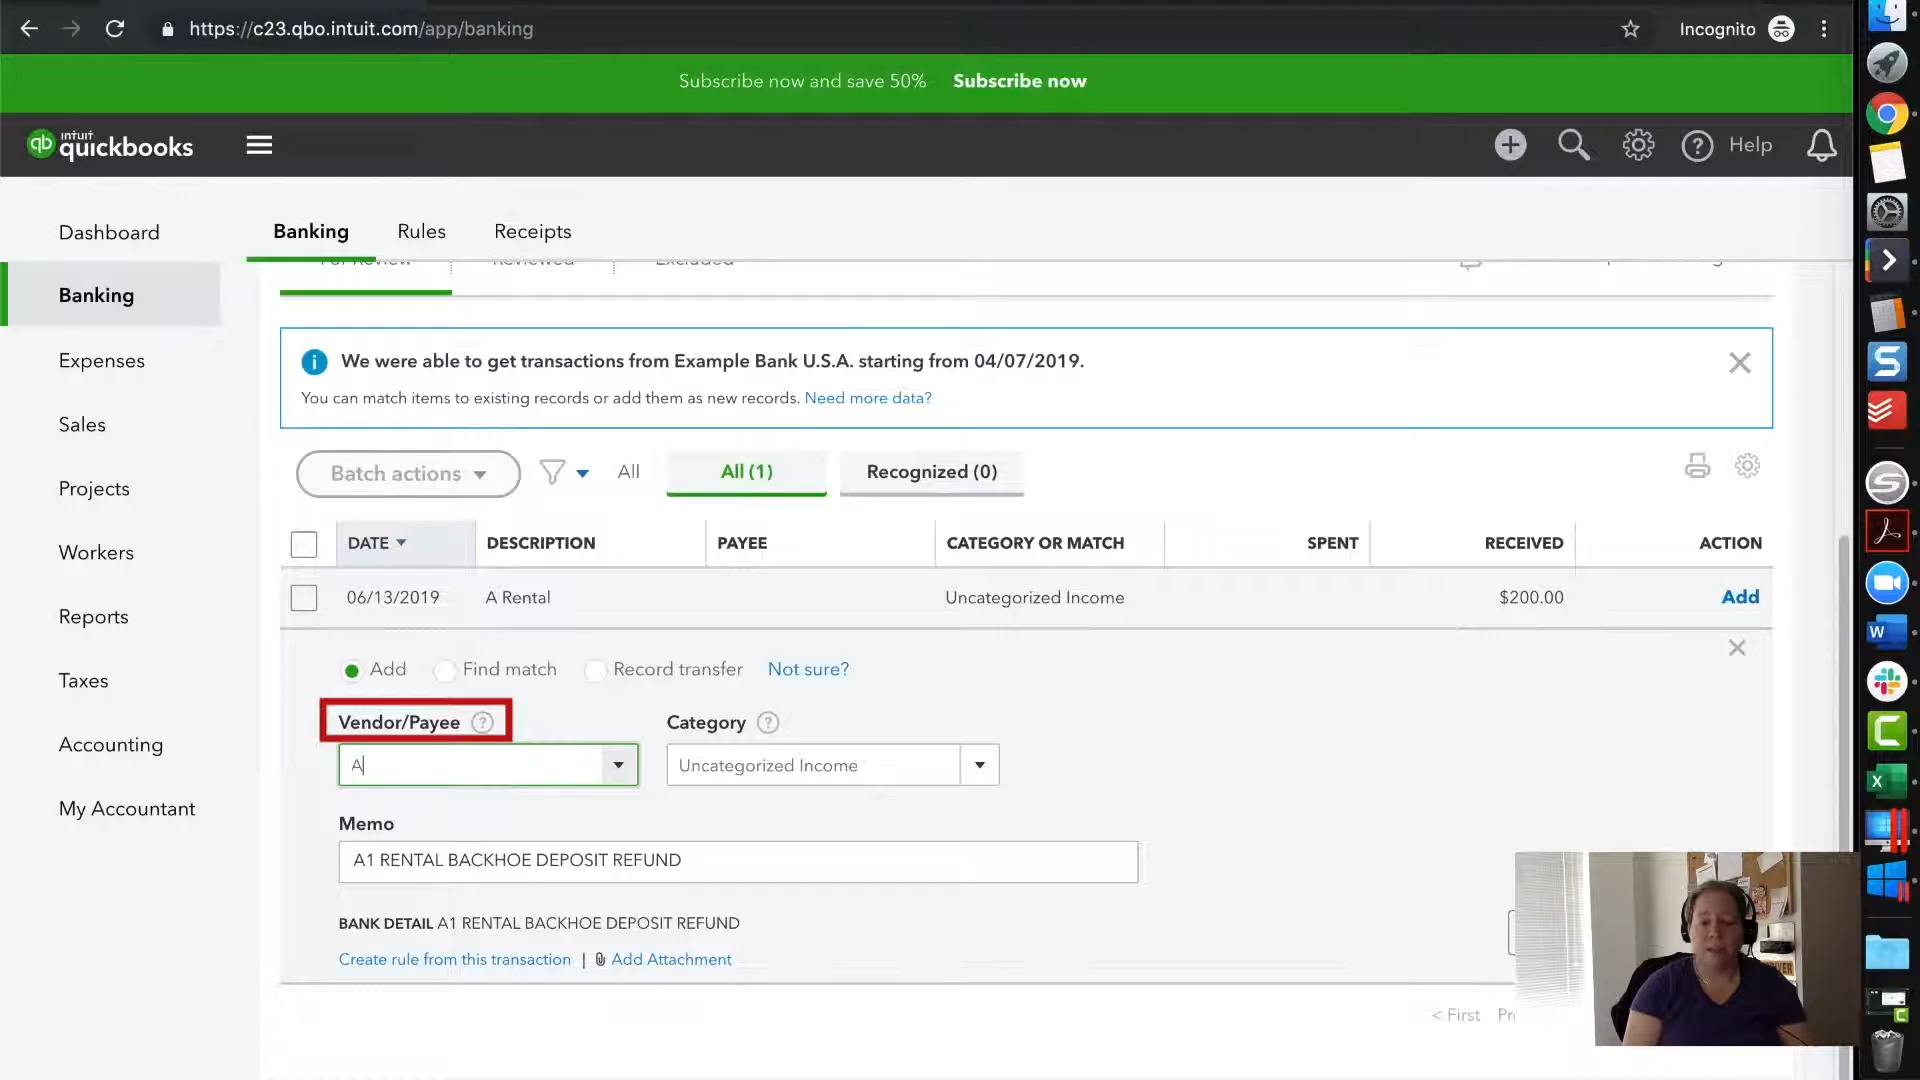 https://c23.qbo.intuit.com/app/banking
Incognito
Subscribe now and save 50% Subscribe now
intuit
quickbooks
Help
Dashboard
Banking
Expenses
Sales
Projects
Workers
Reports
Taxes
Accounting
My Accountant
Banking Rules Receipts
For Review Reviewed Excluded
We were able to get transactions from Example Bank U.S.A. starting from 04/07/2019.
You can match items to existing records or add them as new records. Need more data?
Batch actions All All (1) Recognized (0)
DATE DESCRIPTION PAYEE CATEGORY OR MATCH SPENT RECEIVED ACTION
06/13/2019 A Rental Uncategorized Income $200.00 Add
Add Find match Record transfer Not sure?
Vendor/Payee Category
A Uncategorized Income
Memo
A1 RENTAL BACKHOE DEPOSIT REFUND
BANK DETAIL A1 RENTAL BACKHOE DEPOSIT REFUND
Create rule from this transaction | Add Attachment
< First